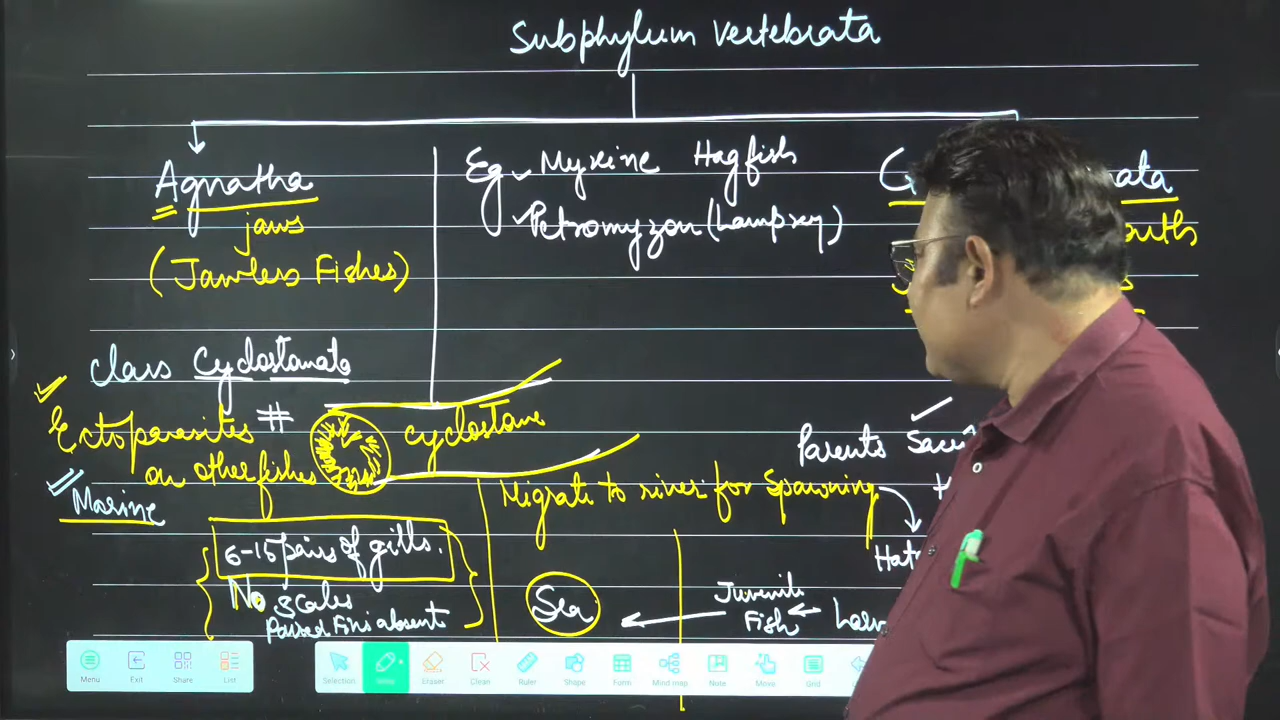 Subphylum vertebrata
Agnatha
jaws
(Jawless Fishes)
Eg Myxine Hagfish
Petromyzon (Lamprey)
class Cyclostomata
Ectoparasites #
on other fishes
cyclostome
Marine
6-15 pairs of gills.
No scales
Paired Fins absent
Migrate to river for Spawning
Parents
Sea
Juvenile
Fish
Menu
Exit
Share
List
Selection
Eraser
Clean
Ruler
Shape
Form
Mind map
Note
Move
Grid